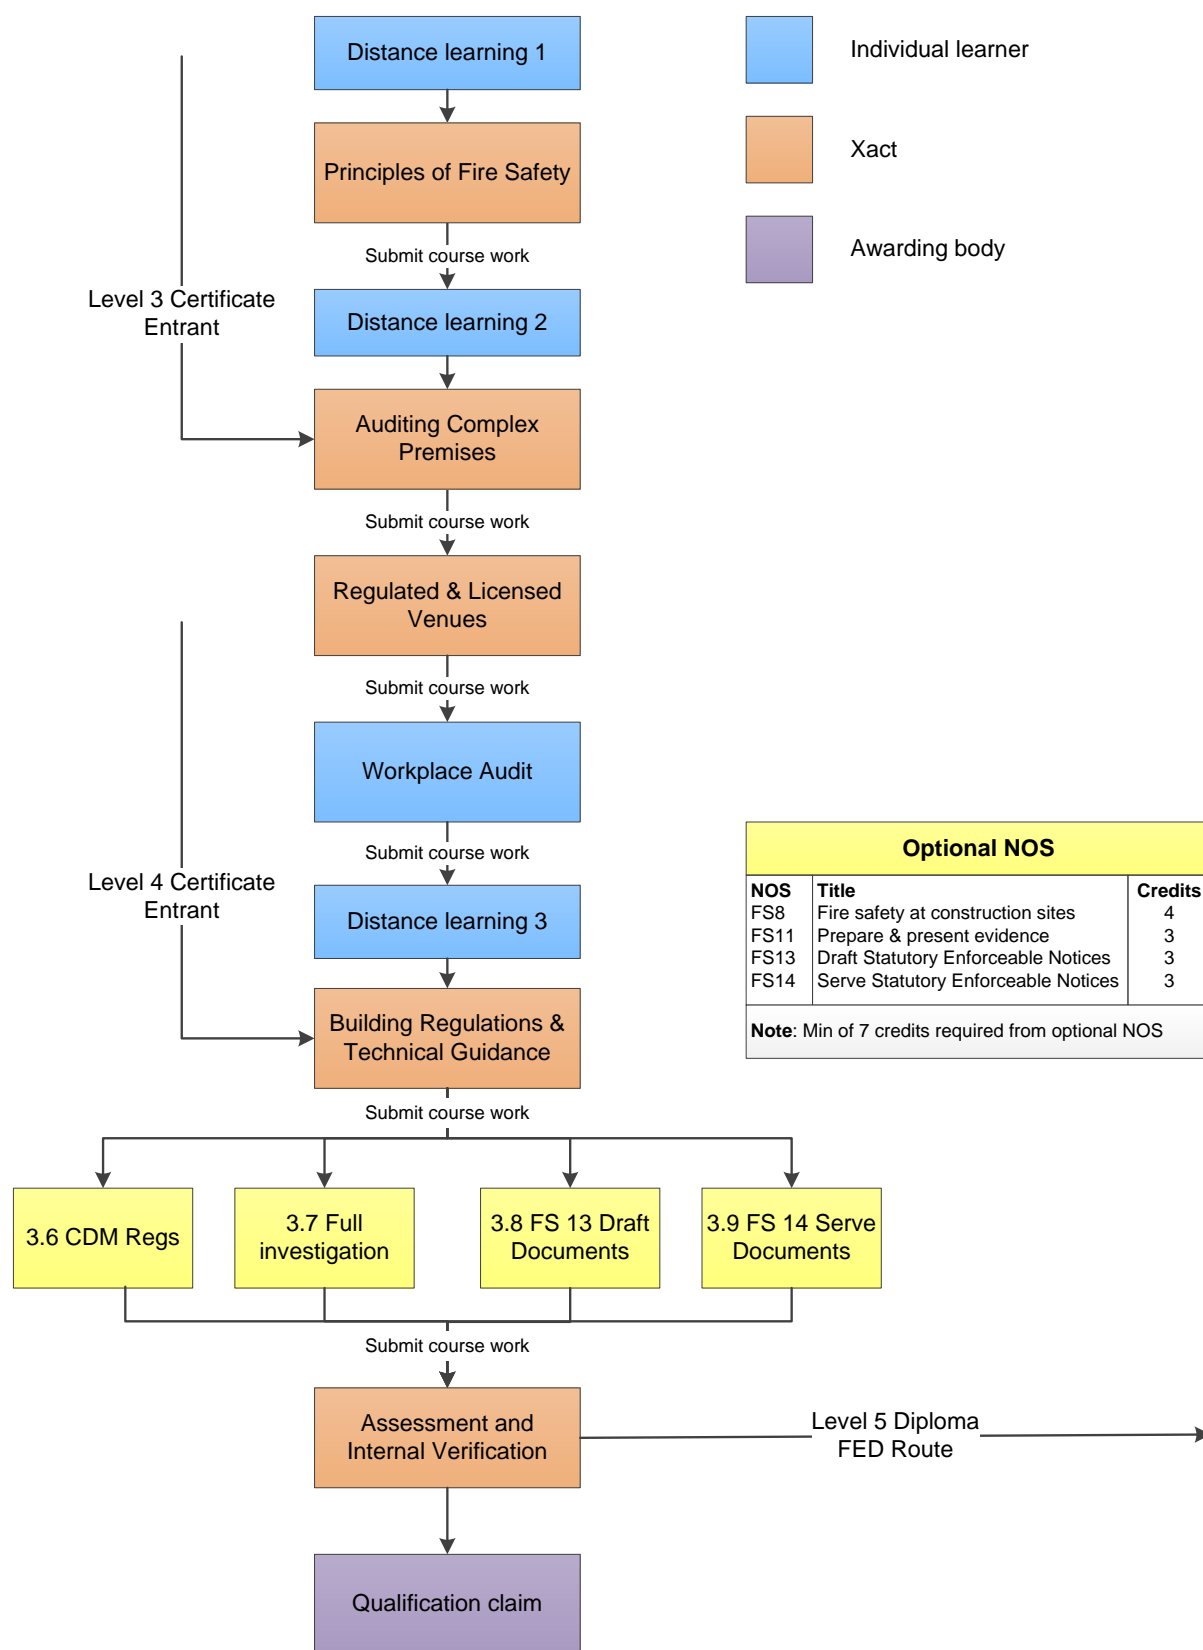 Distance learning 1
Individual learner
Principles of Fire Safety
Xact
Submit course work
Awarding body
Level 3 Certificate
Entrant
Distance learning 2
Auditing Complex
Premises
Submit course work
Regulated & Licensed
Venues
Submit course work
Workplace Audit
Submit course work
Level 4 Certificate
Entrant
Distance learning 3
Building Regulations &
Technical Guidance
Optional NOS
NOS Title Credits
FS8 Fire safety at construction sites 4
FS11 Prepare & present evidence 3
FS13 Draft Statutory Enforceable Notices 3
FS14 Serve Statutory Enforceable Notices 3
Note: Min of 7 credits required from optional NOS
Submit course work
3.6 CDM Regs
3.7 Full
investigation
3.8 FS 13 Draft
Documents
3.9 FS 14 Serve
Documents
Submit course work
Assessment and
Internal Verification
Level 5 Diploma
FED Route
Qualification claim